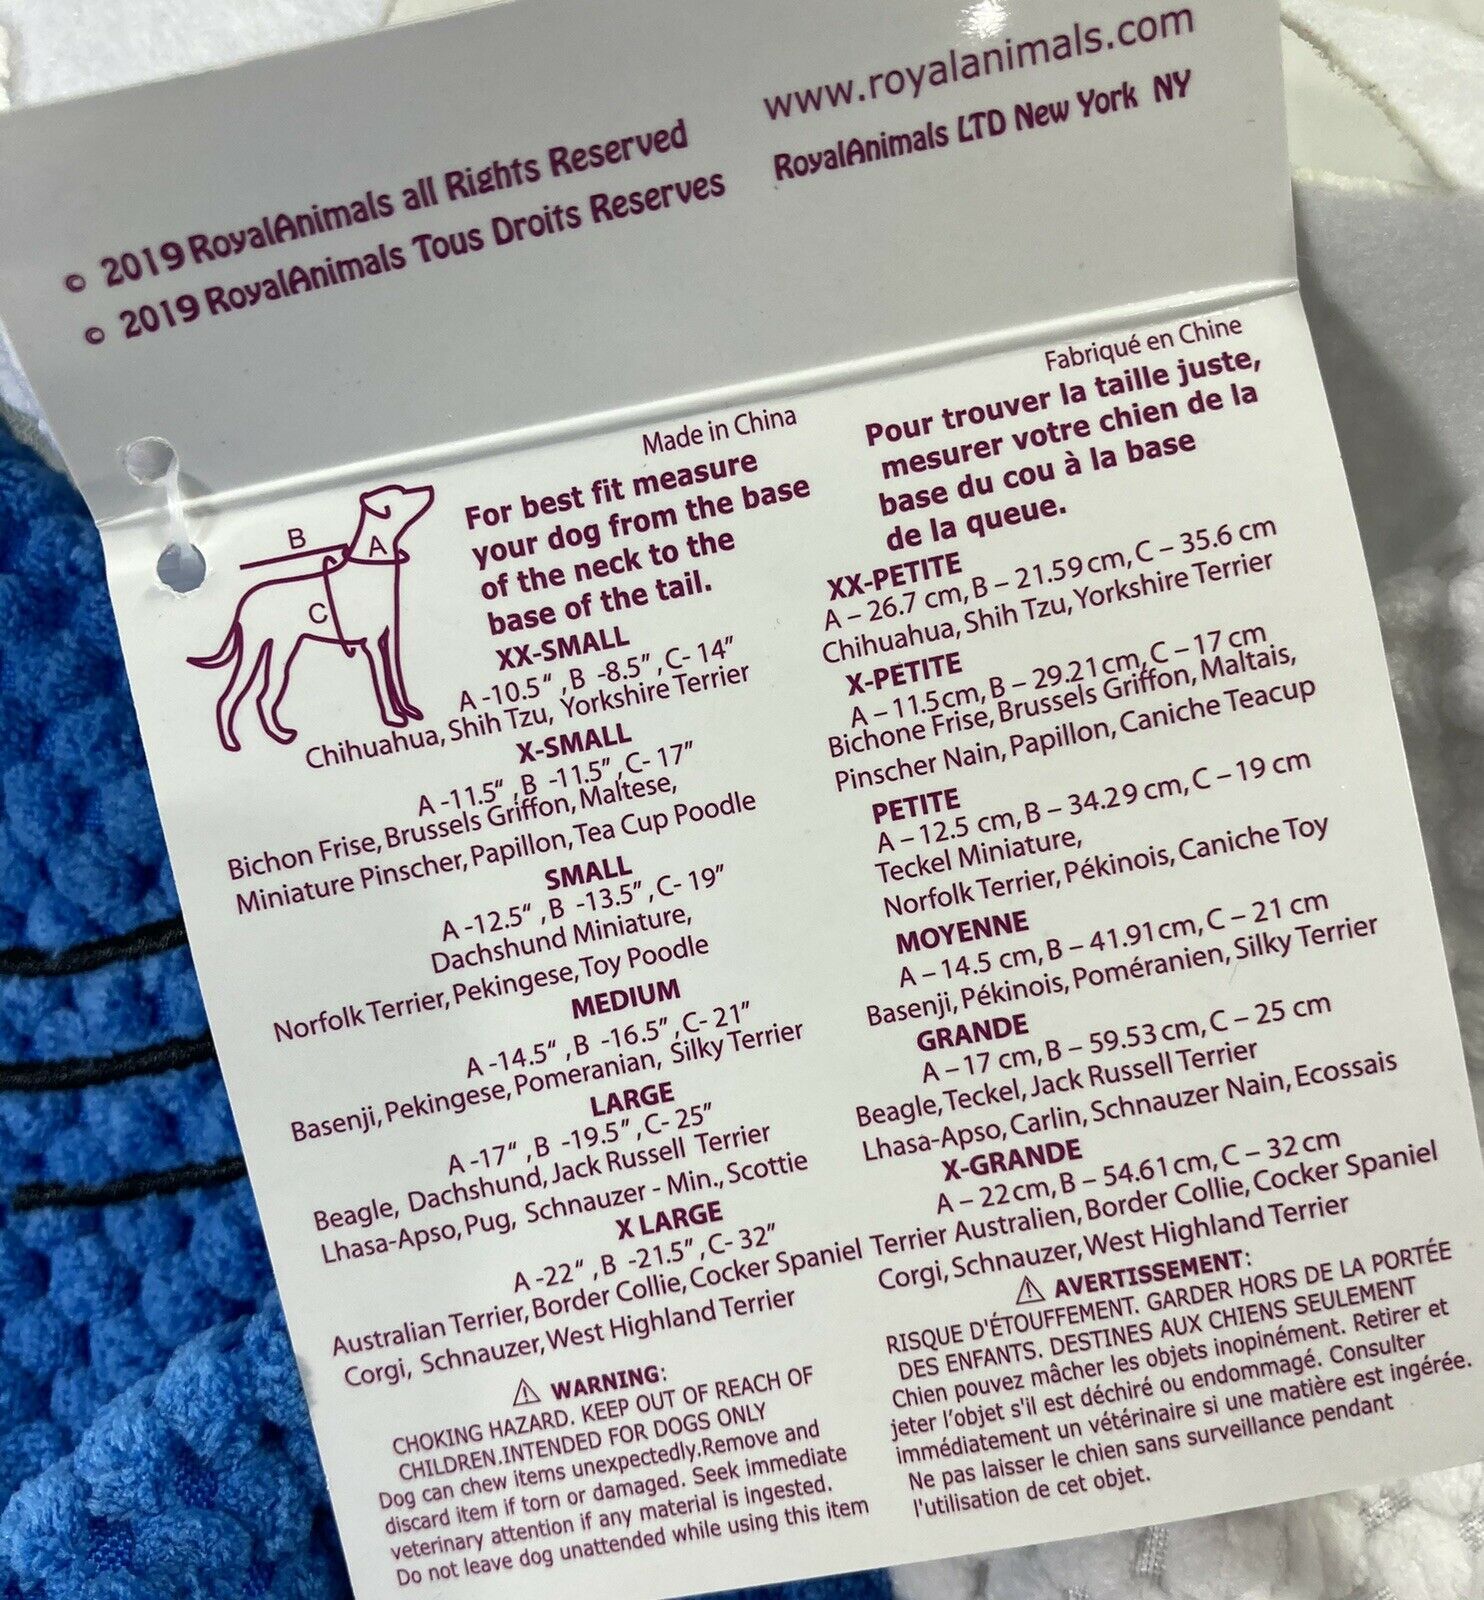 © 2019 RoyalAnimals all Rights Reserved
© 2019 RoyalAnimals Tous Droits Reserves
www.royalanimals.com
RoyalAnimals LTD New York NY
B
A
C
Made in China
For best fit measure
your dog from the base
of the neck to the
base of the tail.
XX-SMALL
A -10.5" ,B -8.5" ,C- 14"
Chihuahua, Shih Tzu, Yorkshire Terrier
X-SMALL
A -11.5" ,B -11.5" ,C- 17"
Bichon Frise, Brussels Griffon, Maltese,
Miniature Pinscher, Papillon, Tea Cup Poodle
SMALL
A -12.5" ,B -13.5" ,C- 19"
Dachshund Miniature,
Norfolk Terrier, Pekingese, Toy Poodle
MEDIUM
A -14.5" ,B -16.5" ,C- 21"
Basenji, Pekingese, Pomeranian, Silky Terrier
LARGE
A -17" ,B -19.5" ,C- 25"
Beagle, Dachshund, Jack Russell Terrier
Lhasa-Apso, Pug, Schnauzer - Min., Scottie
X LARGE
A -22" ,B -21.5" ,C- 32"
Australian Terrier, Border Collie, Cocker Spaniel
Corgi, Schnauzer, West Highland Terrier
⚠ WARNING:
CHOKING HAZARD. KEEP OUT OF REACH OF
CHILDREN.INTENDED FOR DOGS ONLY
Dog can chew items unexpectedly.Remove and
discard item if torn or damaged. Seek immediate
veterinary attention if any material is ingested.
Do not leave dog unattended while using this item
Fabriqué en Chine
Pour trouver la taille juste,
mesurer votre chien de la
base du cou à la base
de la queue.
XX-PETITE
A – 26.7 cm, B – 21.59 cm, C – 35.6 cm
Chihuahua, Shih Tzu, Yorkshire Terrier
X-PETITE
A – 11.5cm, B – 29.21cm, C – 17 cm
Bichone Frise, Brussels Griffon, Maltais,
Pinscher Nain, Papillon, Caniche Teacup
PETITE
A – 12.5 cm, B – 34.29 cm, C – 19 cm
Teckel Miniature,
Norfolk Terrier, Pékinois, Caniche Toy
MOYENNE
A – 14.5 cm, B – 41.91cm, C – 21 cm
Basenji, Pékinois, Poméranien, Silky Terrier
GRANDE
A – 17 cm, B – 59.53cm, C – 25 cm
Beagle, Teckel, Jack Russell Terrier
Lhasa-Apso, Carlin, Schnauzer Nain, Ecossais
X-GRANDE
A – 22cm, B – 54.61cm, C – 32cm
Terrier Australien, Border Collie, Cocker Spaniel
Corgi, Schnauzer, West Highland Terrier
⚠ AVERTISSEMENT:
RISQUE D'ÉTOUFFEMENT. GARDER HORS DE LA PORTÉE
DES ENFANTS. DESTINES AUX CHIENS SEULEMENT
Chien pouvez mâcher les objets inopinément. Retirer et
jeter l'objet s'il est déchiré ou endommagé. Consulter
immédiatement un vétérinaire si une matière est ingérée.
Ne pas laisser le chien sans surveillance pendant
l'utilisation de cet objet.